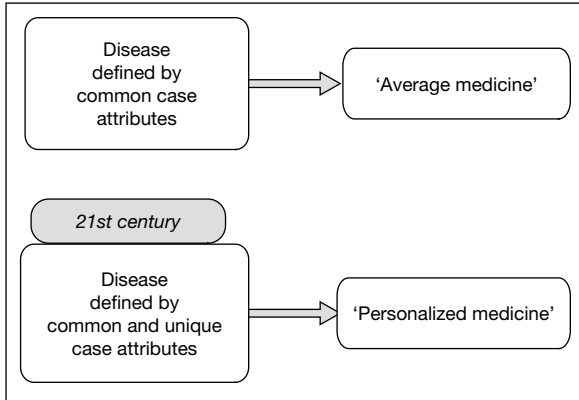 Disease
defined by
common case
attributes
‘Average medicine’
21st century
Disease
defined by
common and unique
case attributes
‘Personalized medicine’